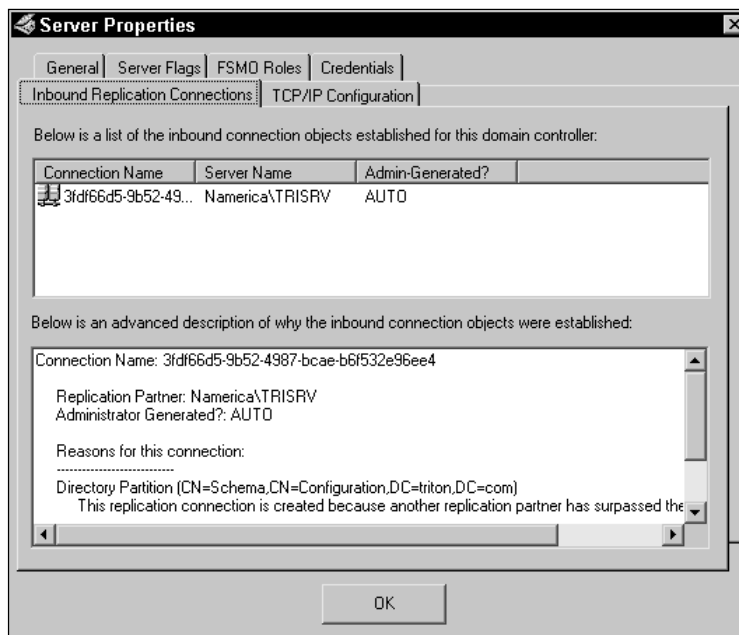 Server Properties
General Server Flags FSMO Roles Credentials
Inbound Replication Connections TCP/IP Configuration
Below is a list of the inbound connection objects established for this domain controller:
Connection Name Server Name Admin-Generated?
3fdf66d5-9b52-49... Namerica\TRISRV AUTO
Below is an advanced description of why the inbound connection objects were established:
Connection Name: 3fdf66d5-9b52-4987-bcae-b6f532e96ee4
Replication Partner: Namerica\TRISRV
Administrator Generated?: AUTO
Reasons for this connection:
----------------------------
Directory Partition (CN=Schema,CN=Configuration,DC=triton,DC=com)
This replication connection is created because another replication partner has surpassed the
OK